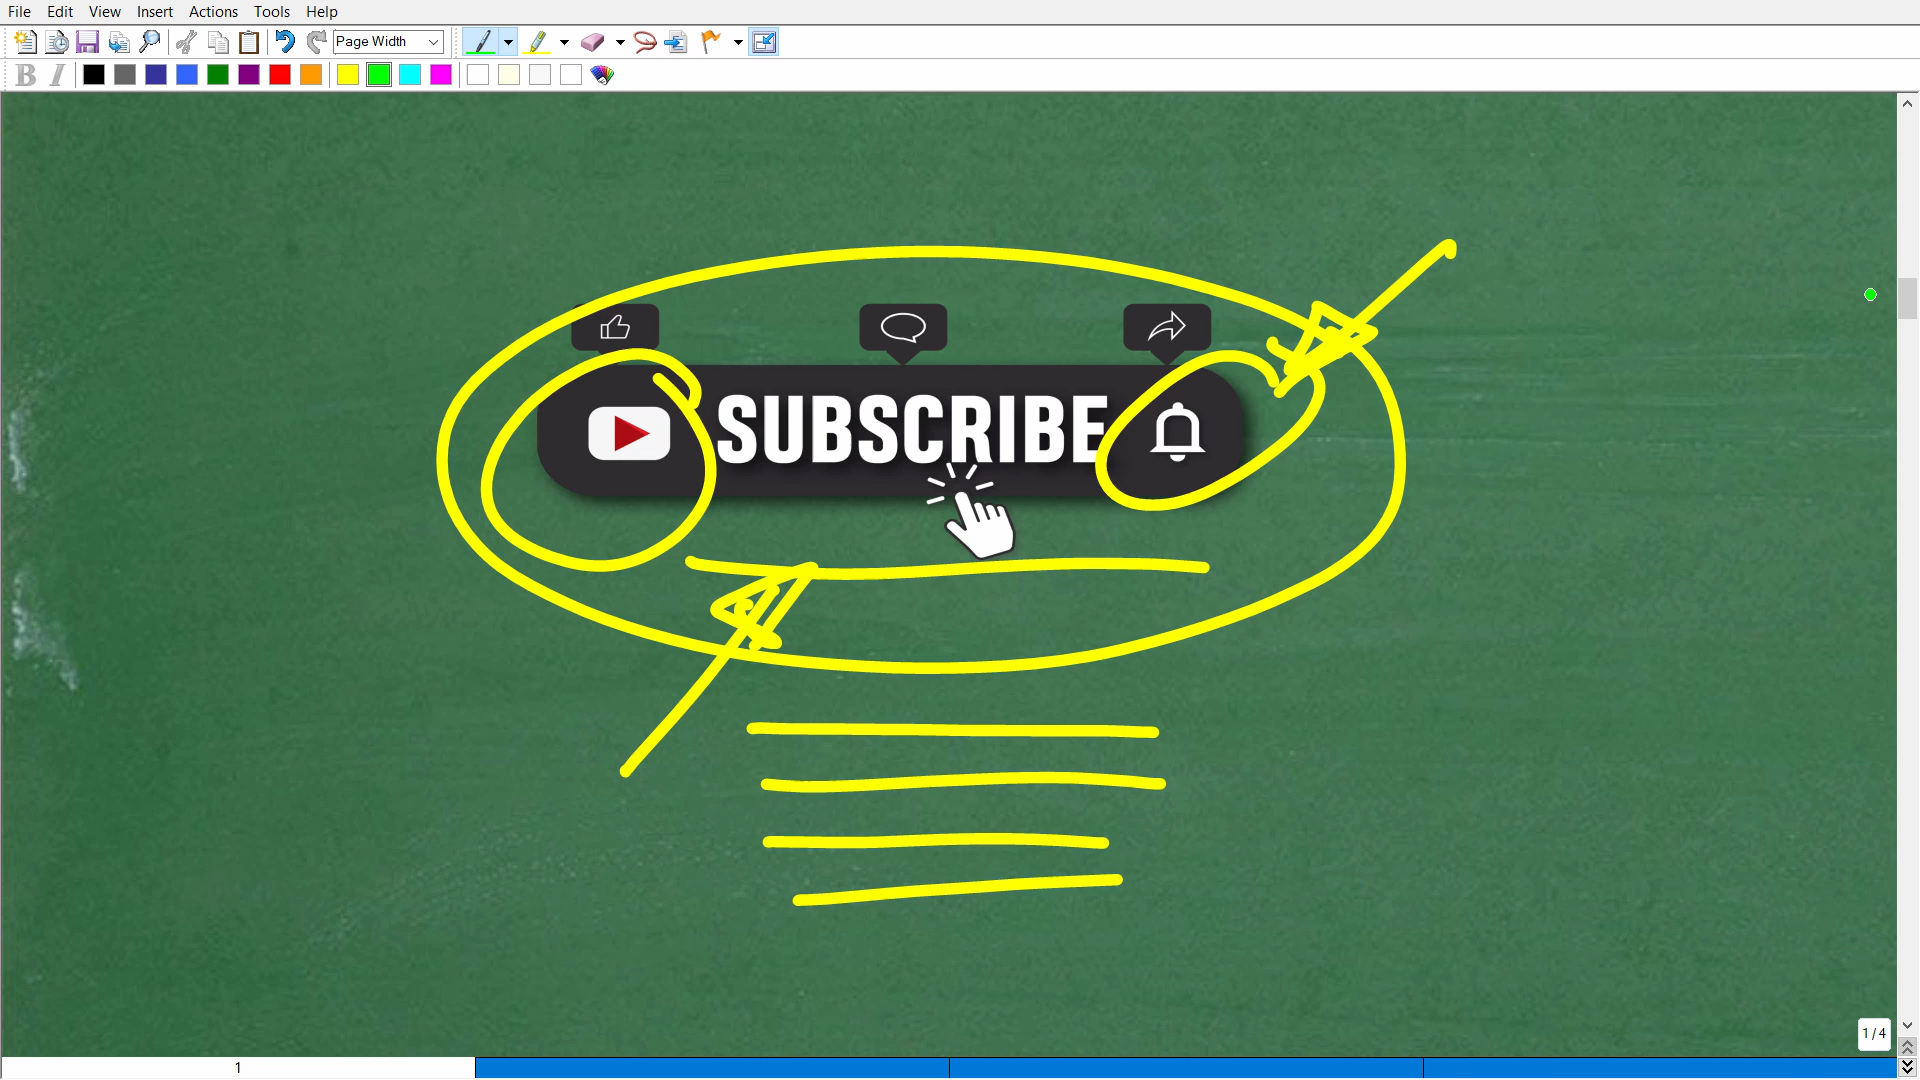 File Edit View Insert Actions Tools Help
Page Width
B I
SUBSCRIBE
1 / 4
1